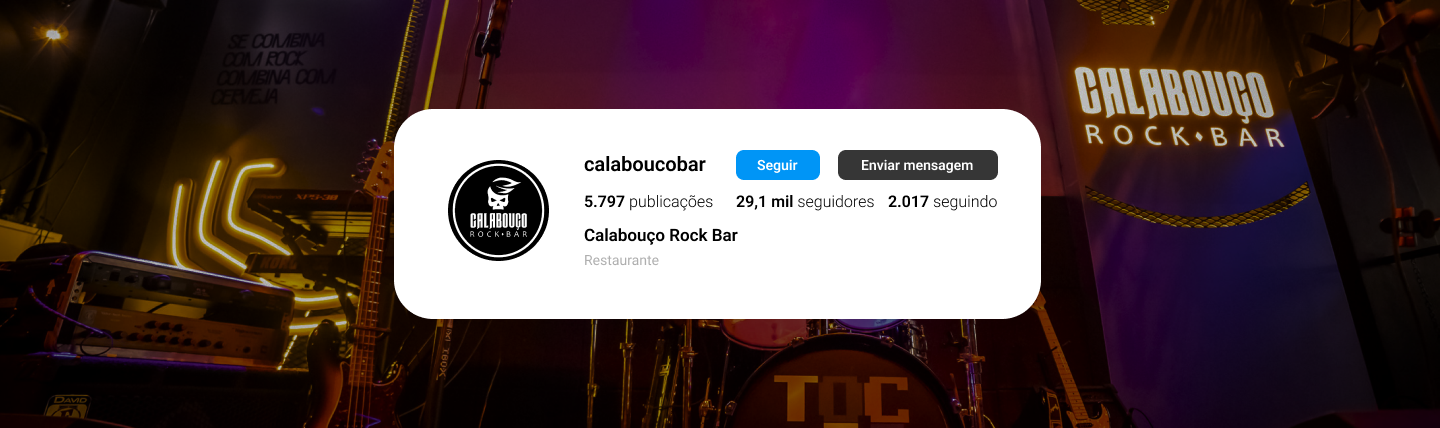 SE COMBINA
COM ROCK
COMBINA COM
CERVEJA
CALABOUÇO
ROCK•BAR
calaboucobar
Seguir
Enviar mensagem
5.797 publicações 29,1 mil seguidores 2.017 seguindo
Calabouço Rock Bar
Restaurante
CALABOUÇO
ROCK•BAR
DAVID
TOC